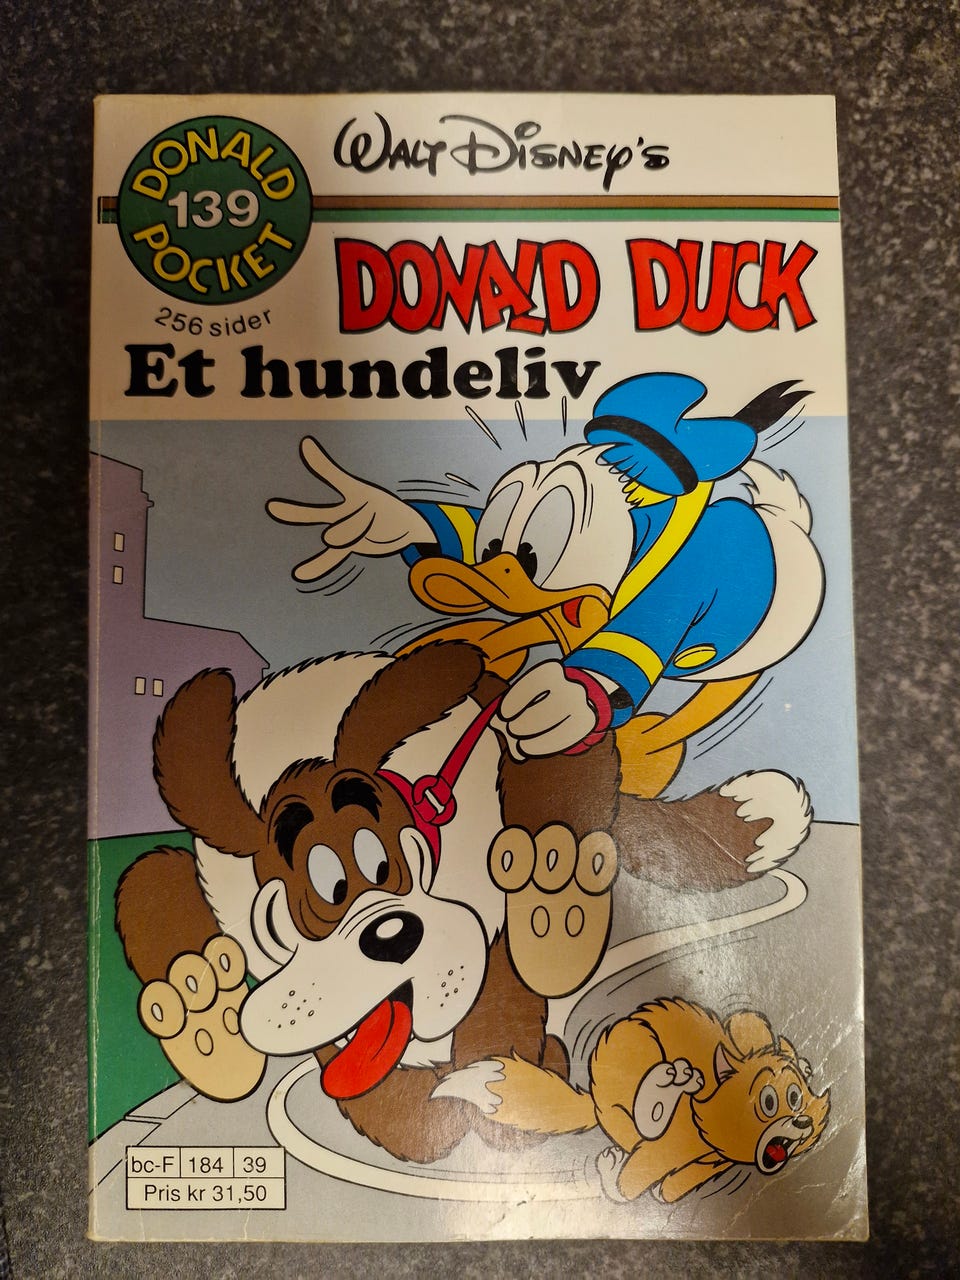 DONALD
139
POCKET
256 sider
WALT DISNEY'S
DONALD DUCK
Et hundeliv
bc-F 184 39
Pris kr 31,50